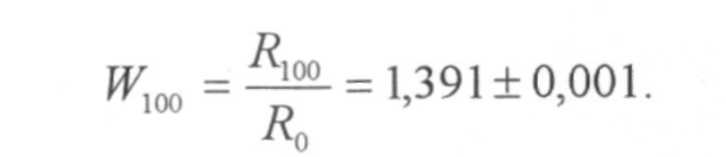 W₁₀₀ = R₁₀₀ / R₀ = 1,391 ± 0,001.